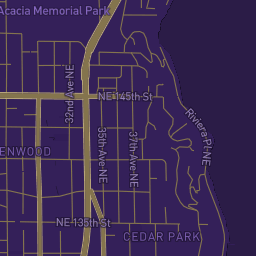 Acacia Memorial Park
32nd Ave NE
NE 145th St
35th Ave NE
37th Ave NE
Riviera Pl NE
ENWOOD
NE 135th St
CEDAR PARK